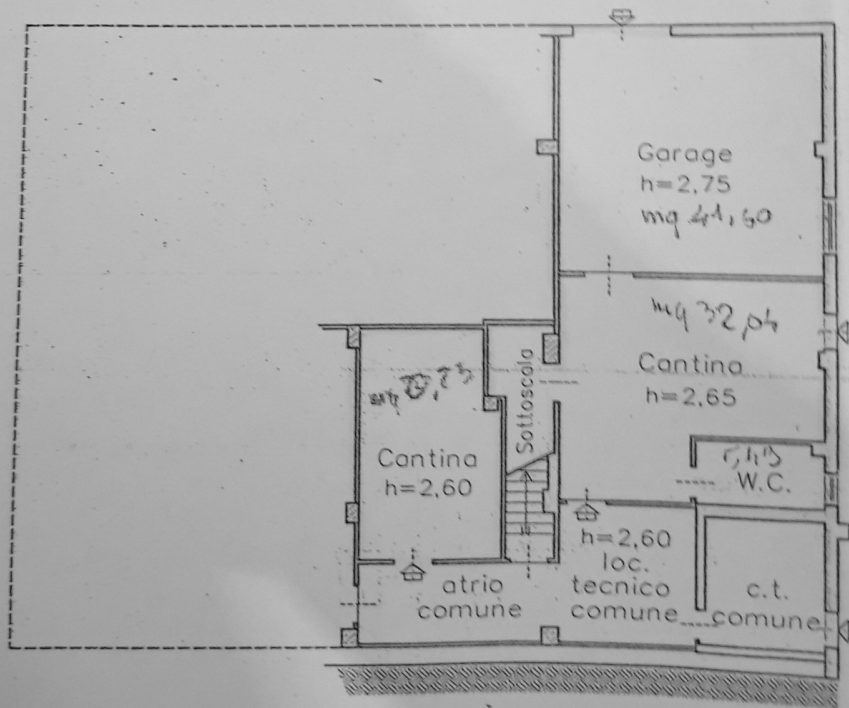 Garage
h=2,75
mq 41,60
mq 32,04
Cantina
h=2,65
Sottoscala
Cantina
h=2,60
W.C.
h=2,60
loc.
tecnico
comune
atrio
comune
c.t.
comune